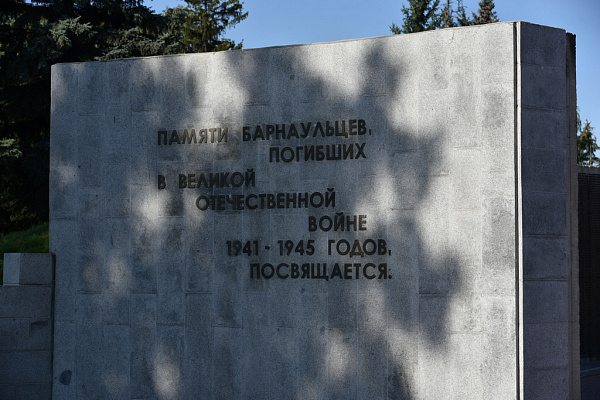 ПАМЯТИ БАРНАУЛЬЦЕВ,
ПОГИБШИХ
В ВЕЛИКОЙ
ОТЕЧЕСТВЕННОЙ
ВОЙНЕ
1941 - 1945 ГОДОВ,
ПОСВЯЩАЕТСЯ.